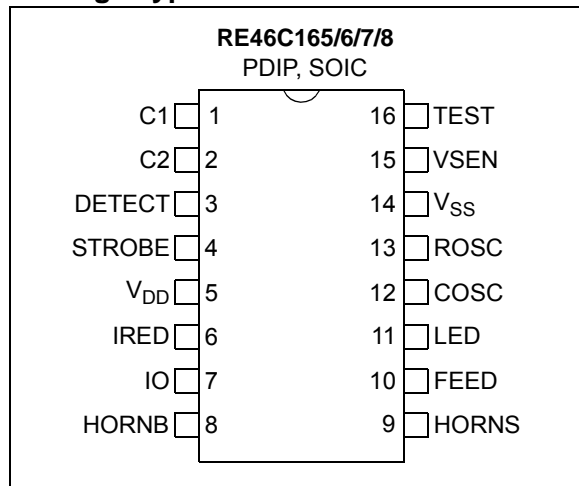 RE46C165/6/7/8
PDIP, SOIC
C1 1 16 TEST
C2 2 15 VSEN
DETECT 3 14 VSS
STROBE 4 13 ROSC
VDD 5 12 COSC
IRED 6 11 LED
IO 7 10 FEED
HORNB 8 9 HORNS